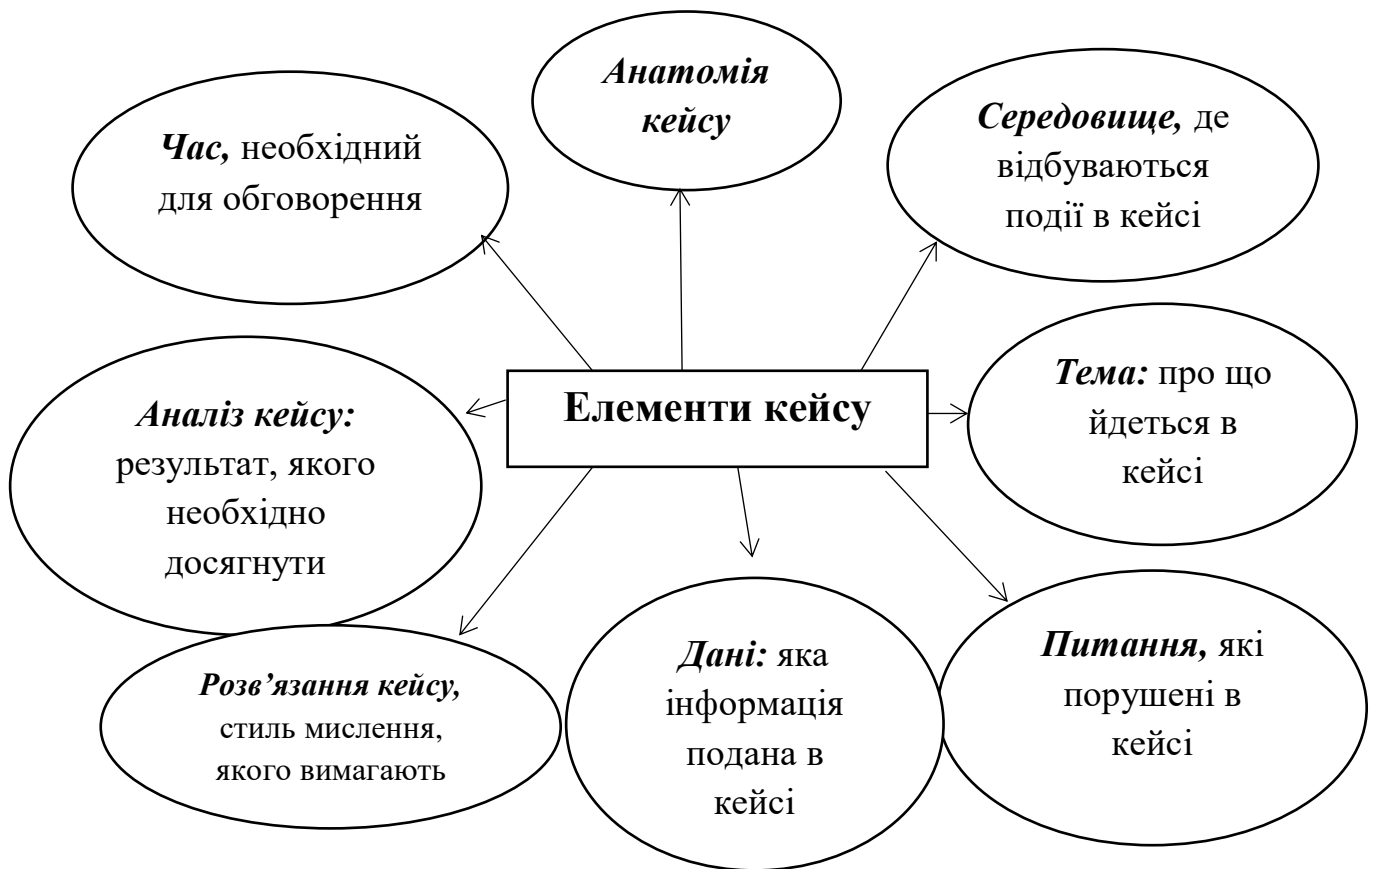 Анатомія
кейсу
Час, необхідний
для обговорення
Середовище, де
відбуваються
події в кейсі
Елементи кейсу
Тема: про що
йдеться в
кейсі
Аналіз кейсу:
результат, якого
необхідно
досягнути
Розв’язання кейсу,
стиль мислення,
якого вимагають
Дані: яка
інформація
подана в
кейсі
Питання, які
порушені в
кейсі